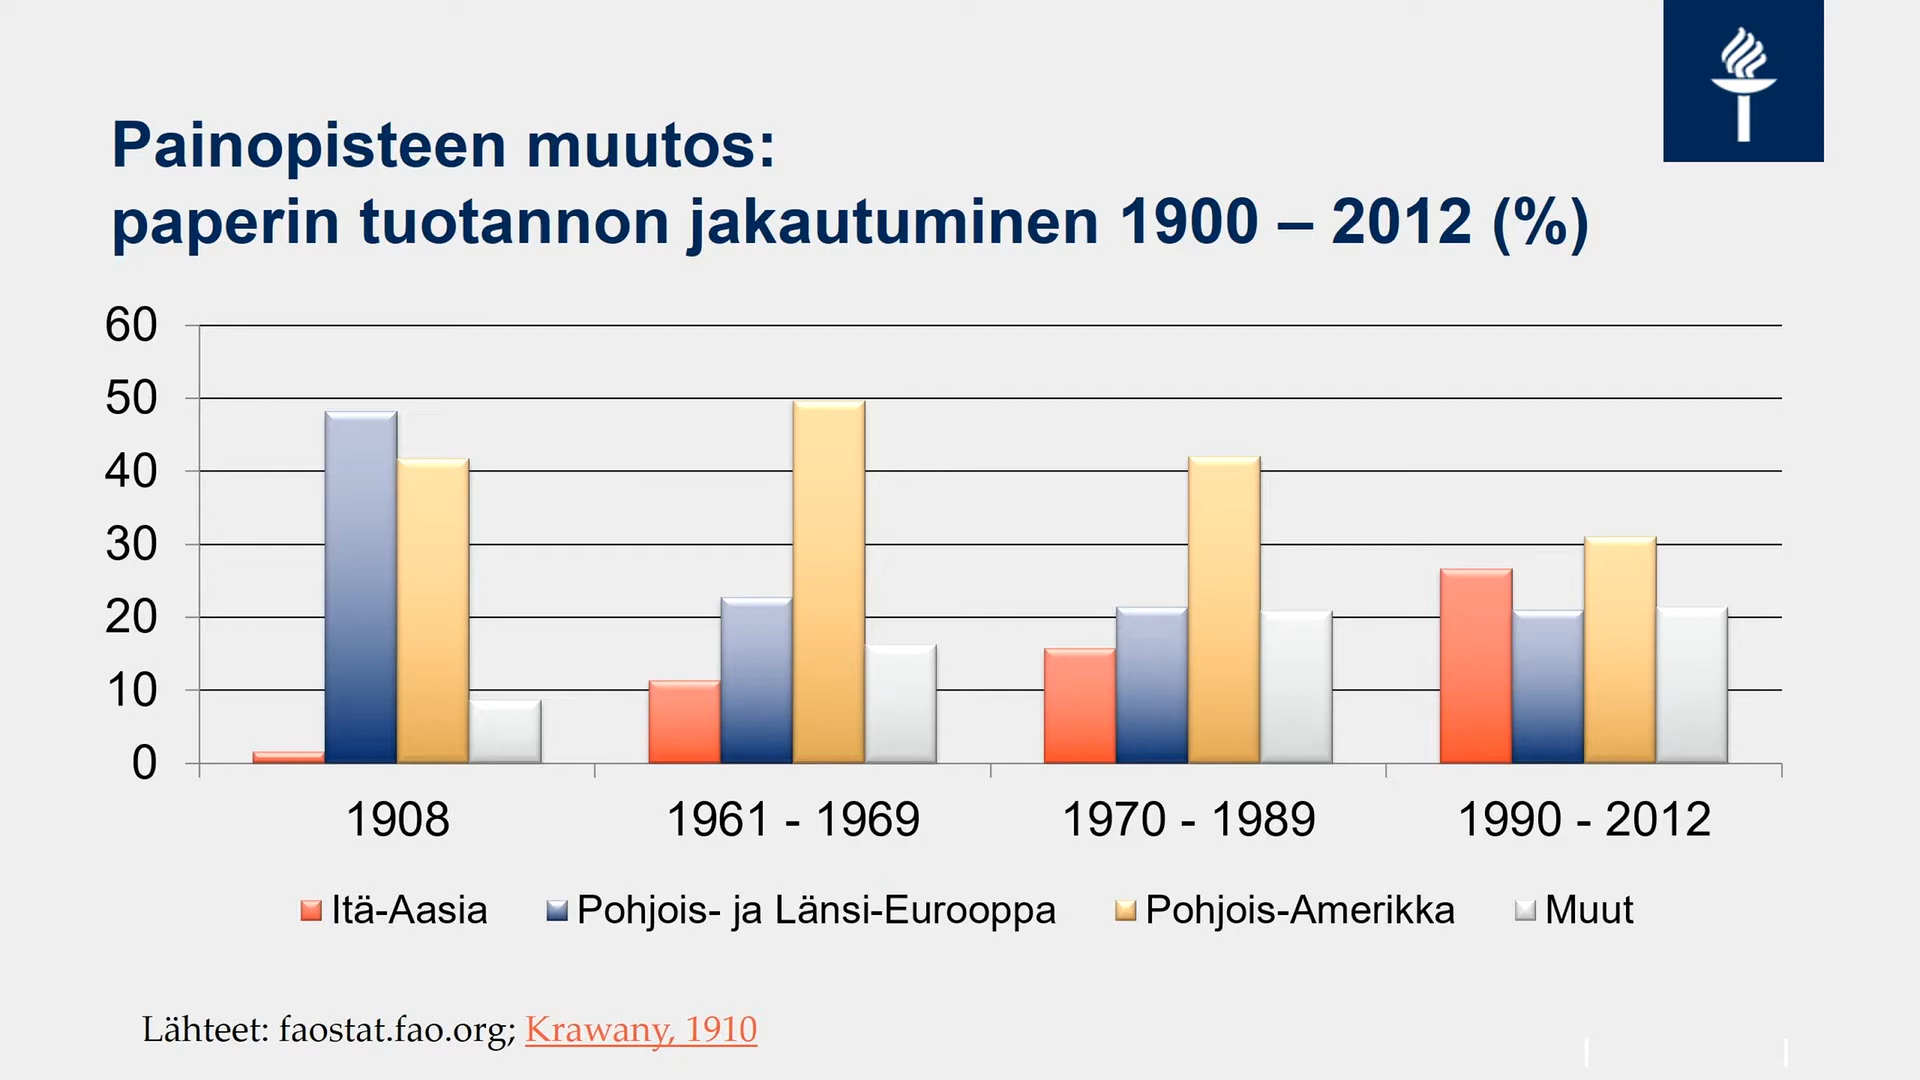 Painopisteen muutos:
paperin tuotannon jakautuminen 1900 – 2012 (%)
60
50
40
30
20
10
0
1908
1961 - 1969
1970 - 1989
1990 - 2012
Itä-Aasia
Pohjois- ja Länsi-Eurooppa
Pohjois-Amerikka
Muut
Lähteet: faostat.fao.org; Krawany, 1910